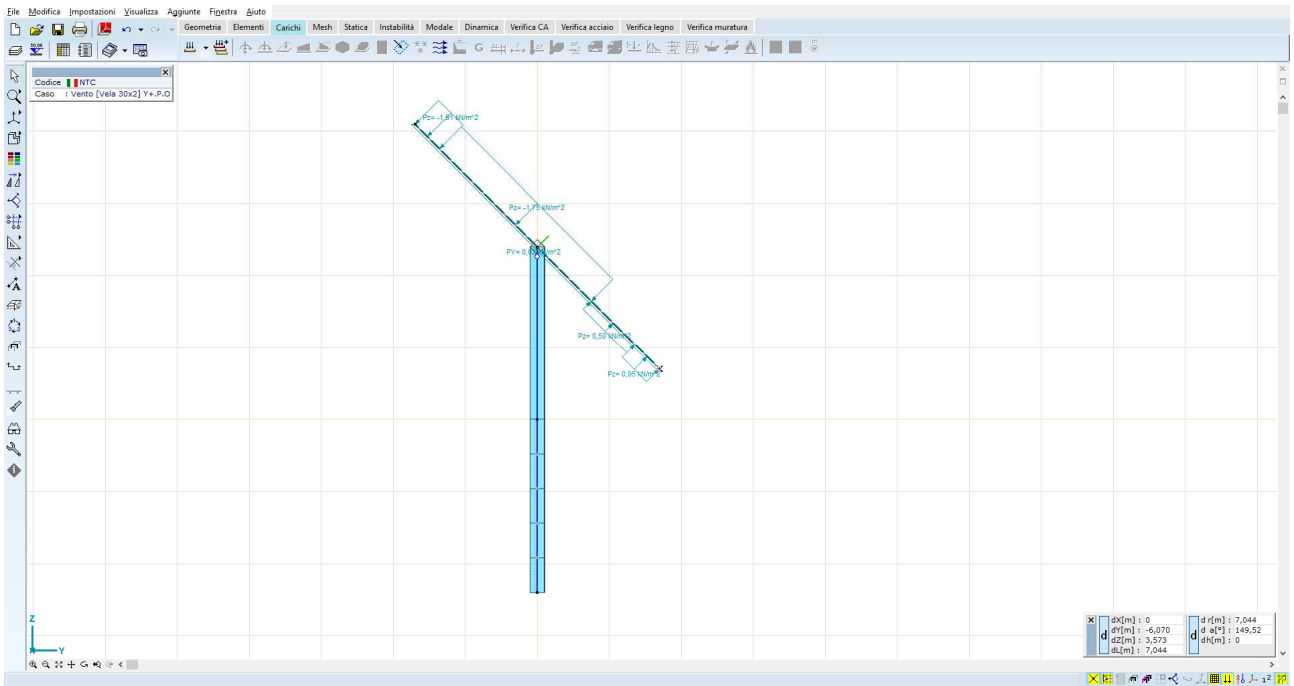 File Modifica Impostazioni Visualizza Aggiunte Finestra Aiuto
Geometria Elementi Carichi Mesh Statica Instabilità Modale Dinamica Verifica CA Verifica acciaio Verifica legno Verifica muratura
Codice NTC
Caso : Vento [Vela 30x2] Y+.P.O
Pz= -1,91 kN/m^2
Pz= -1,75 kN/m^2
Pz= 0,50 kN/m^2
Pz= 0,95 kN/m^2
Z
Y
d
dX[m] : 0
dY[m] : -6,070
dZ[m] : 3,573
dL[m] : 7,044
d
d r[m] : 7,044
d a[°] : 149,52
dh[m] : 0